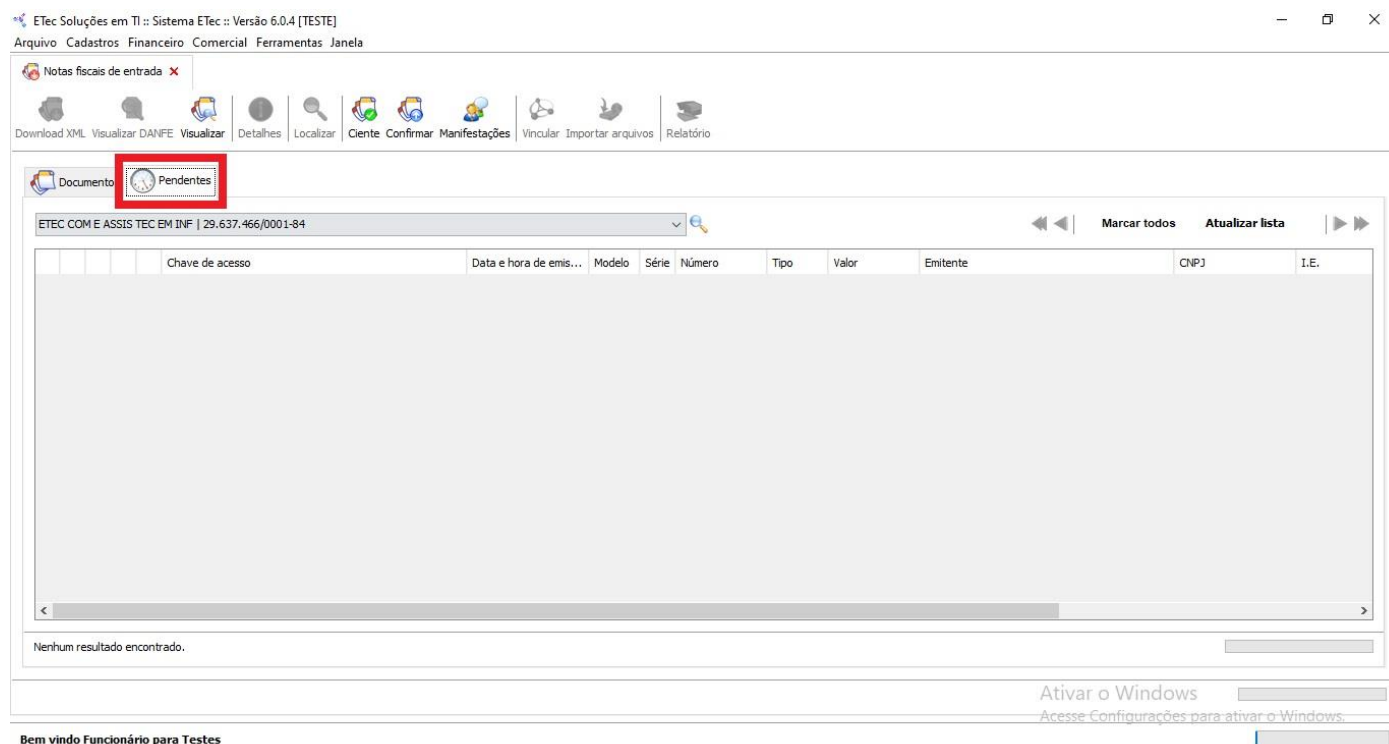 ETec Soluções em TI :: Sistema ETec :: Versão 6.0.4 [TESTE]
Arquivo Cadastros Financeiro Comercial Ferramentas Janela
Notas fiscais de entrada
Download XML Visualizar DANFE Visualizar Detalhes Localizar Ciente Confirmar Manifestações Vincular Importar arquivos Relatório
Documento Pendentes
ETEC COM E ASSIS TEC EM INF | 29.637.466/0001-84 Marcar todos Atualizar lista
Chave de acesso Data e hora de emis... Modelo Série Número Tipo Valor Emitente CNPJ I.E.
Nenhum resultado encontrado.
Ativar o Windows
Acesse Configurações para ativar o Windows.
Bem vindo Funcionário para Testes